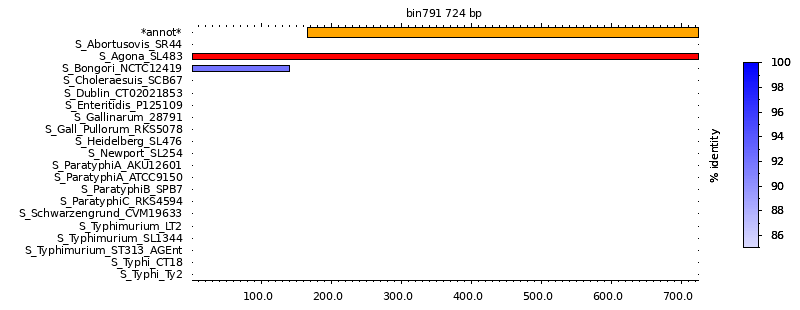 bin791 724 bp
*annot*
S_Abortusovis_SR44
S_Agona_SL483
S_Bongori_NCTC12419
S_Choleraesuis_SCB67
S_Dublin_CT02021853
S_Enteritidis_P125109
S_Gallinarum_28791
S_Gall_Pullorum_RKS5078
S_Heidelberg_SL476
S_Newport_SL254
S_ParatyphiA_AKU12601
S_ParatyphiA_ATCC9150
S_ParatyphiB_SPB7
S_ParatyphiC_RKS4594
S_Schwarzengrund_CVM19633
S_Typhimurium_LT2
S_Typhimurium_SL1344
S_Typhimurium_ST313_AGEnt
S_Typhi_CT18
S_Typhi_Ty2
100.0 200.0 300.0 400.0 500.0 600.0 700.0
% identity
100
98
96
94
92
90
88
86